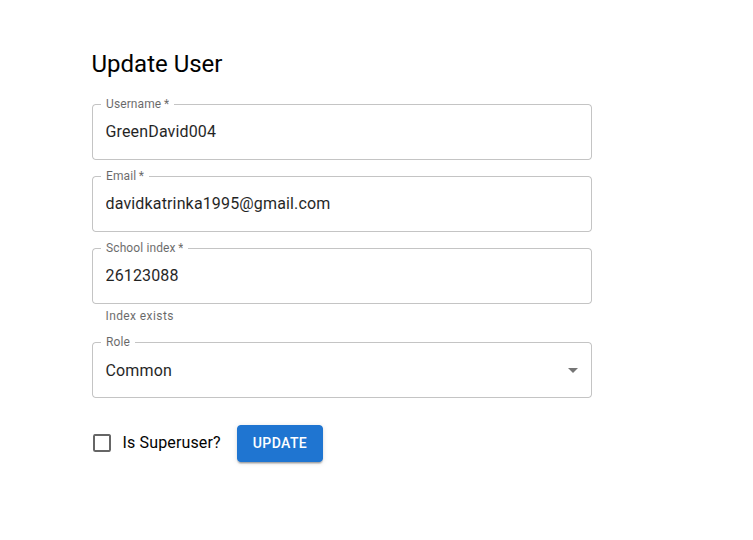 Update User
Username *
GreenDavid004
Email *
davidkatrinka1995@gmail.com
School index *
26123088
Index exists
Role
Common
Is Superuser? UPDATE